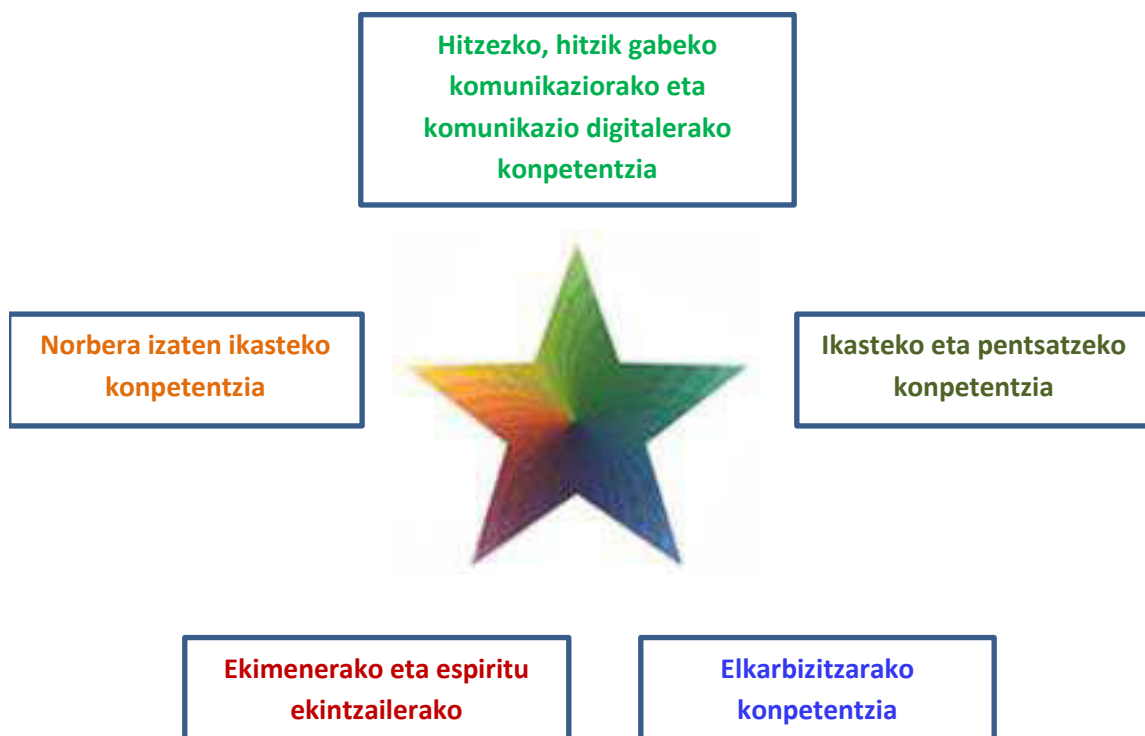 Hitzezko, hitzik gabeko
komunikaziorako eta
komunikazio digitalerako
konpetentzia
Norbera izaten ikasteko
konpetentzia
Ikasteko eta pentsatzeko
konpetentzia
Ekimenerako eta espiritu
ekintzailerako
Elkarbizitzarako
konpetentzia